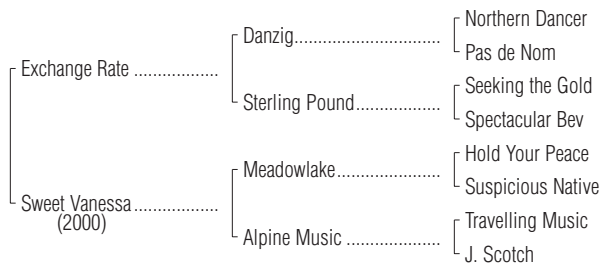 Northern Dancer
Danzig..............................
Pas de Nom
Exchange Rate .................
Seeking the Gold
Sterling Pound.................
Spectacular Bev
Hold Your Peace
Meadowlake.....................
Suspicious Native
Sweet Vanessa.................
(2000)
Travelling Music
Alpine Music ...................
J. Scotch